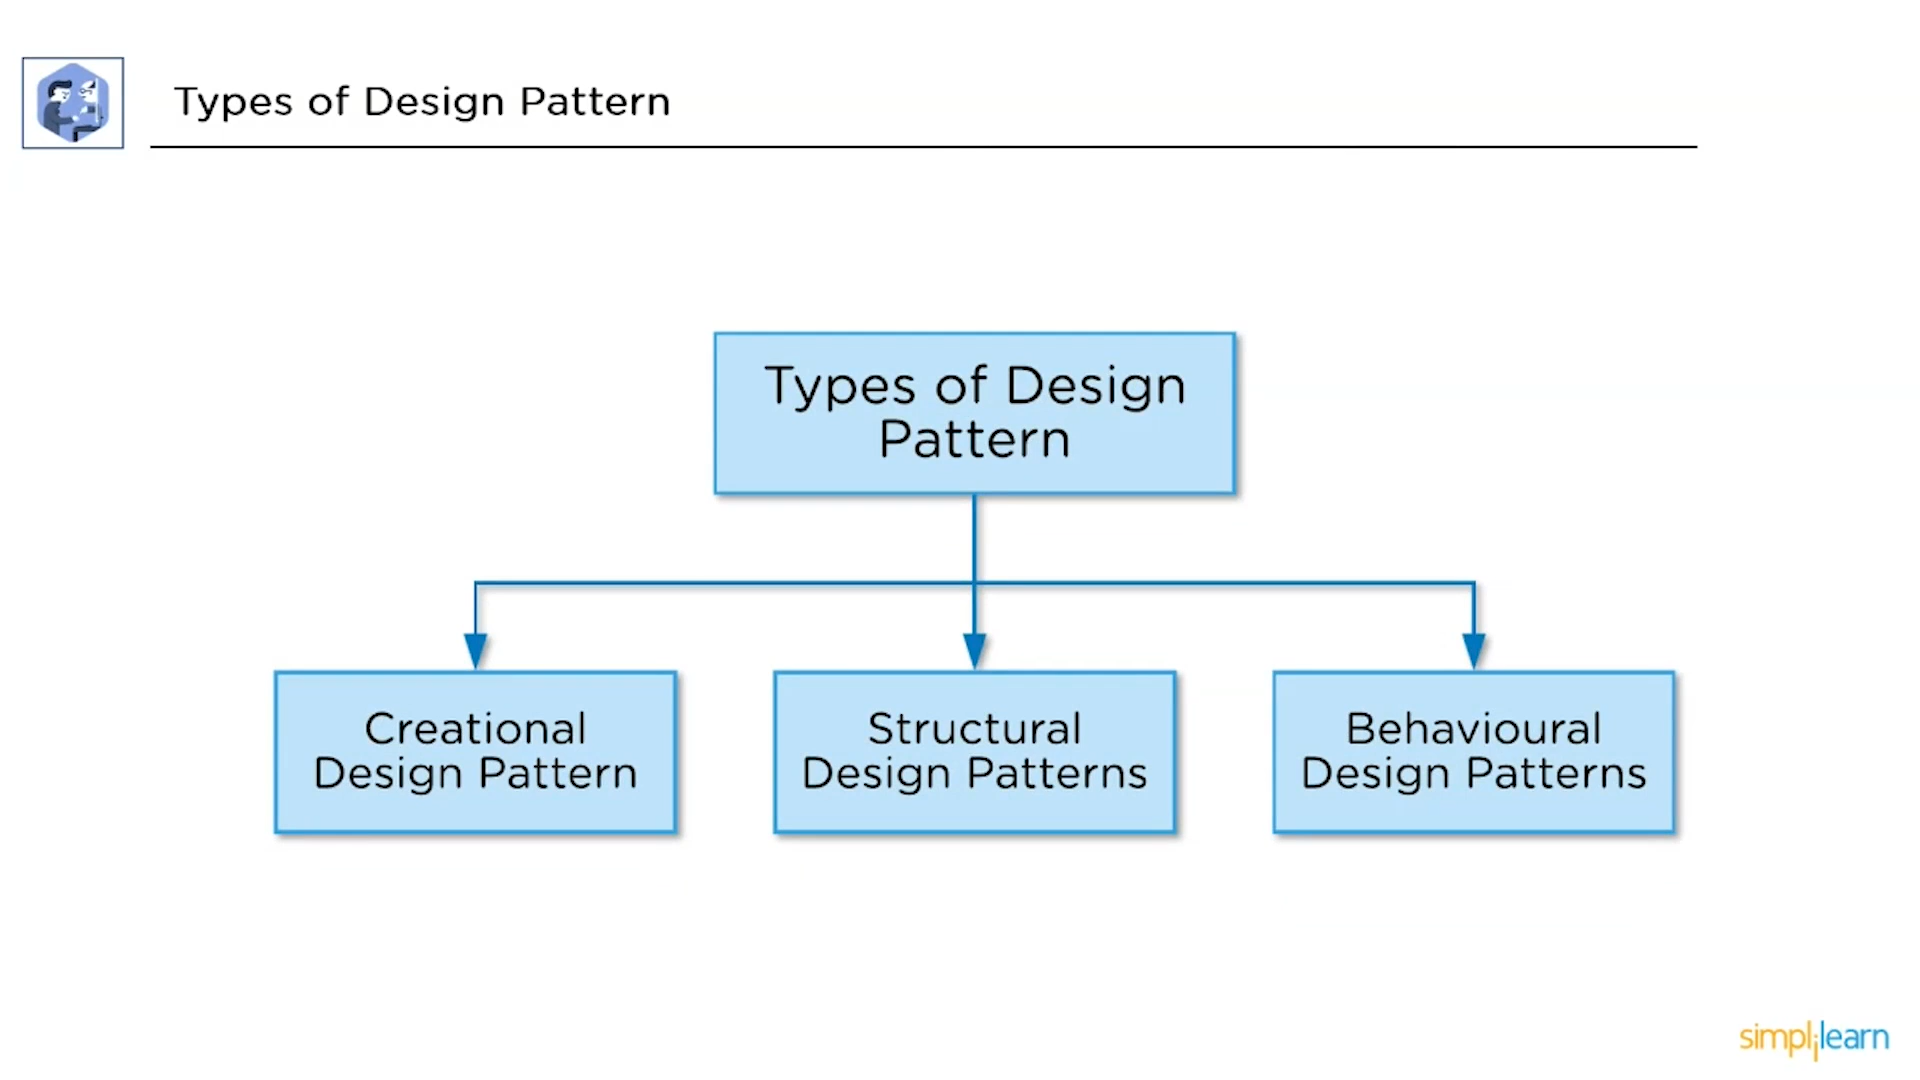 Types of Design Pattern
Types of Design
Pattern
Creational
Design Pattern
Structural
Design Patterns
Behavioural
Design Patterns
simplilearn